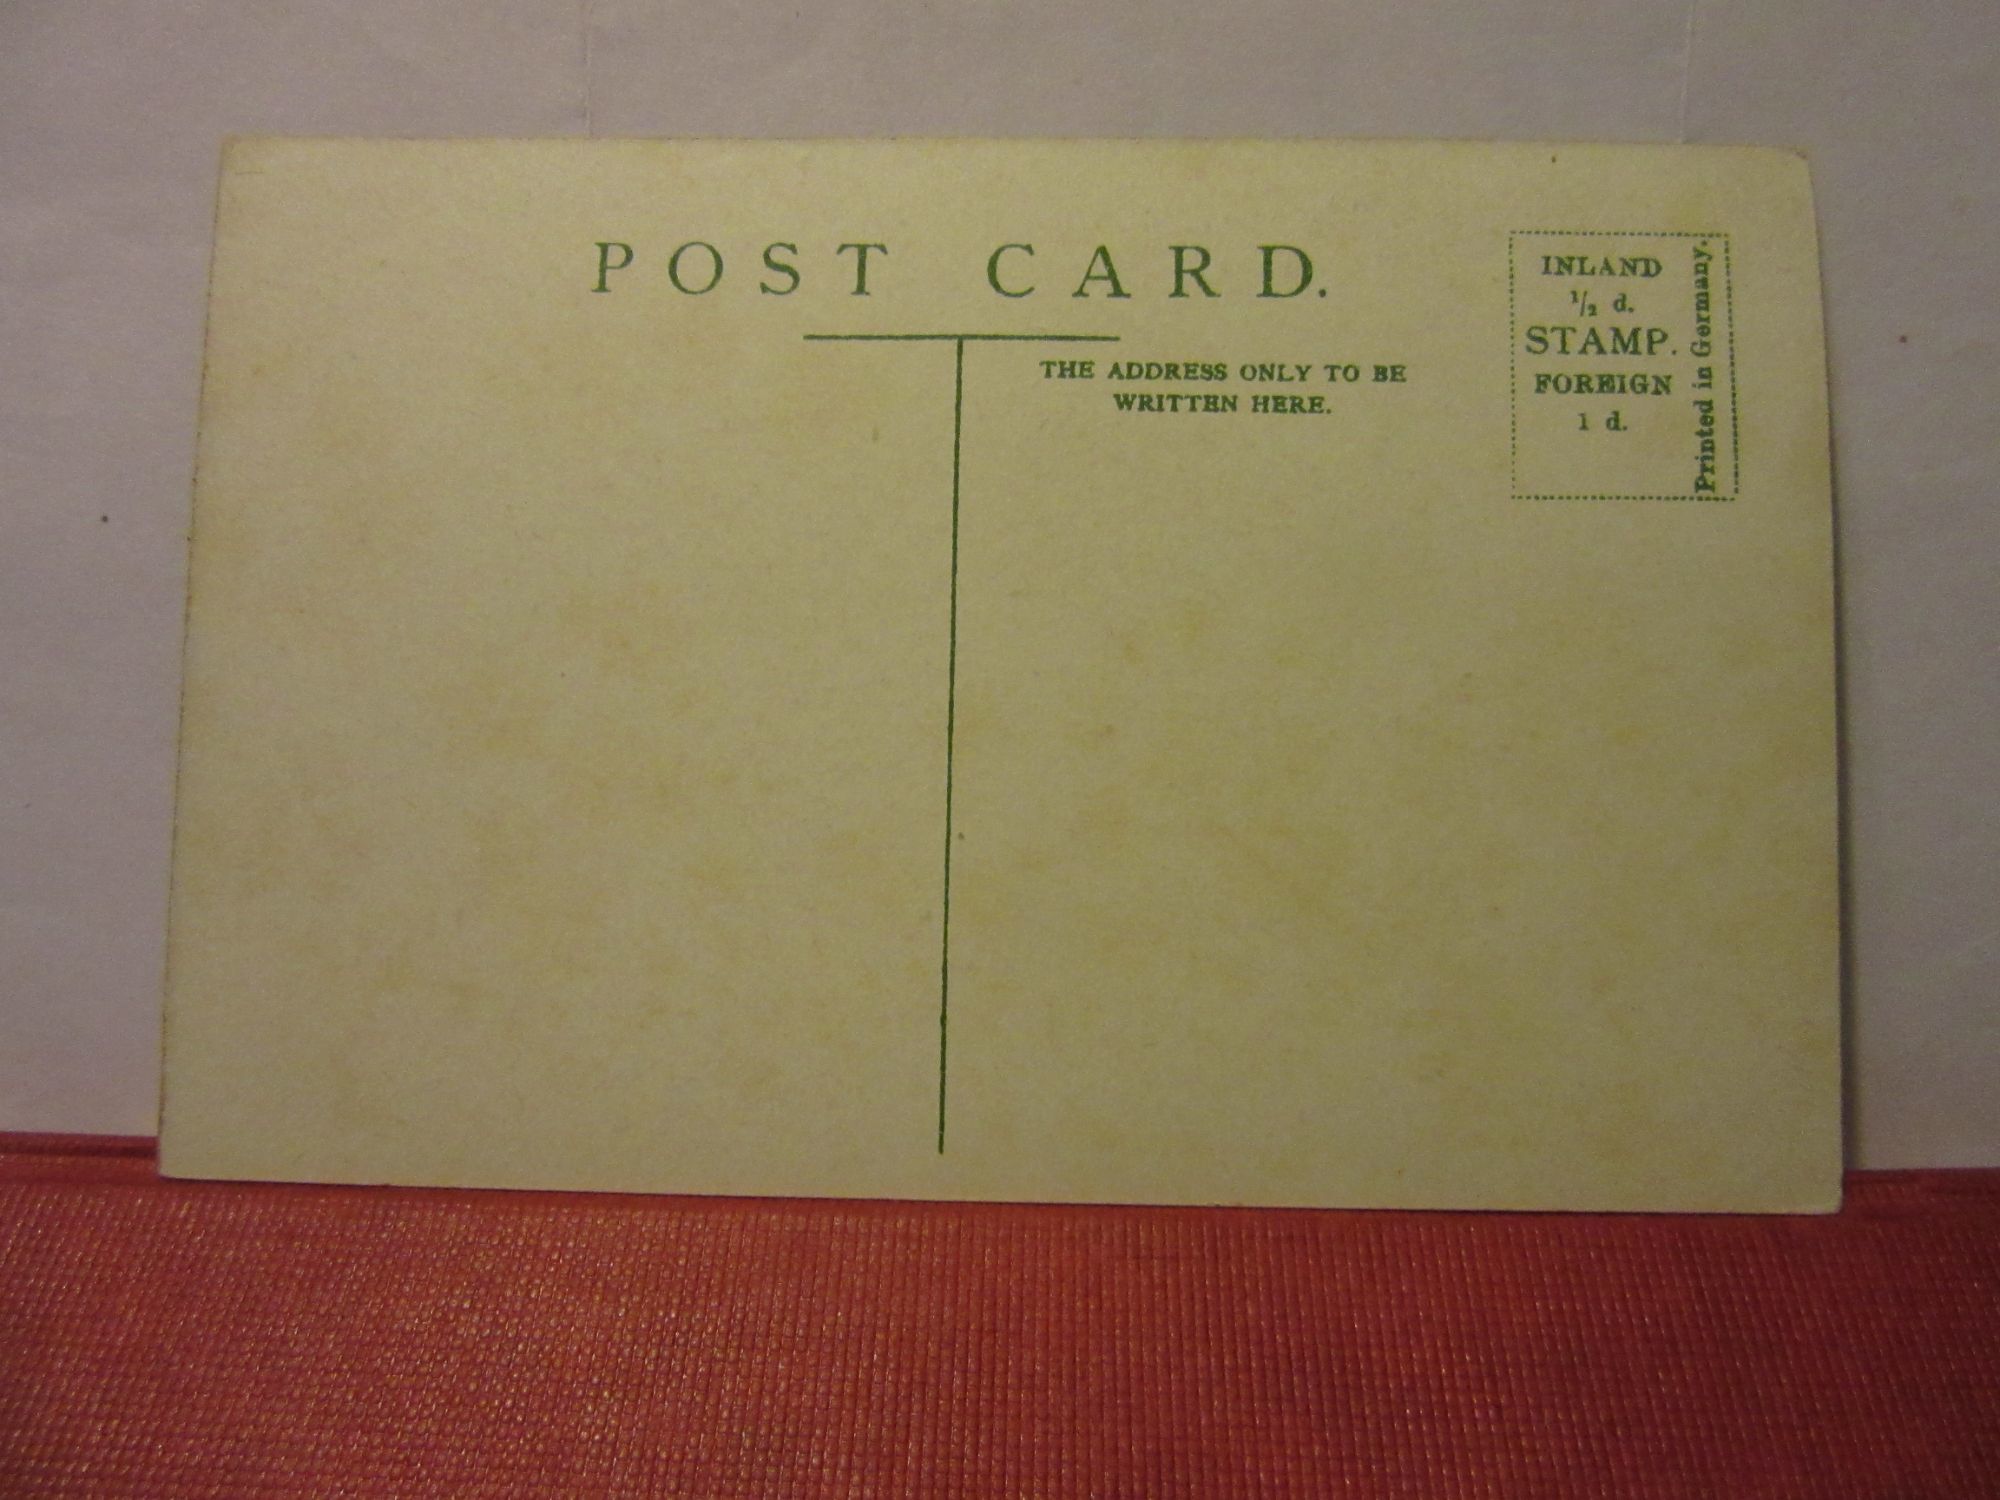 POST CARD.
THE ADDRESS ONLY TO BE
WRITTEN HERE.
INLAND
1/2 d.
STAMP.
FOREIGN
1 d.
Printed in Germany.